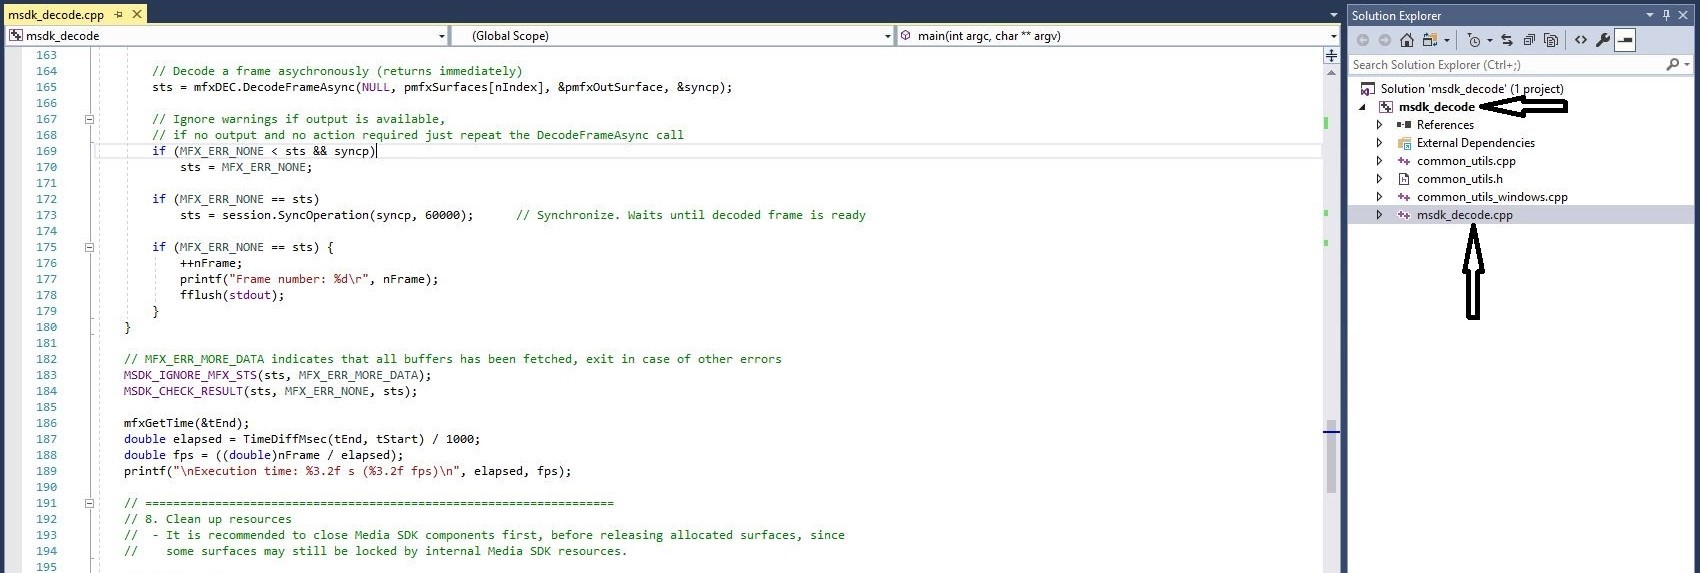 msdk_decode.cpp
msdk_decode
(Global Scope)
main(int argc, char ** argv)
163
164 // Decode a frame asychronously (returns immediately)
165 sts = mfxDEC.DecodeFrameAsync(NULL, pmfxSurfaces[nIndex], &pmfxOutSurface, &syncp);
166
167 // Ignore warnings if output is available,
168 // if no output and no action required just repeat the DecodeFrameAsync call
169 if (MFX_ERR_NONE < sts && syncp)
170 sts = MFX_ERR_NONE;
171
172 if (MFX_ERR_NONE == sts)
173 sts = session.SyncOperation(syncp, 60000); // Synchronize. Waits until decoded frame is ready
174
175 if (MFX_ERR_NONE == sts) {
176 ++nFrame;
177 printf("Frame number: %d\r", nFrame);
178 fflush(stdout);
179 }
180 }
181
182 // MFX_ERR_MORE_DATA indicates that all buffers has been fetched, exit in case of other errors
183 MSDK_IGNORE_MFX_STS(sts, MFX_ERR_MORE_DATA);
184 MSDK_CHECK_RESULT(sts, MFX_ERR_NONE, sts);
185
186 mfxGetTime(&tEnd);
187 double elapsed = TimeDiffMsec(tEnd, tStart) / 1000;
188 double fps = ((double)nFrame / elapsed);
189 printf("\nExecution time: %3.2f s (%3.2f fps)\n", elapsed, fps);
190
191 // ===================================================================
192 // 8. Clean up resources
193 // - It is recommended to close Media SDK components first, before releasing allocated surfaces, since
194 // some surfaces may still be locked by internal Media SDK resources.
195
Solution Explorer
Search Solution Explorer (Ctrl+;)
Solution 'msdk_decode' (1 project)
msdk_decode
References
External Dependencies
common_utils.cpp
common_utils.h
common_utils_windows.cpp
msdk_decode.cpp